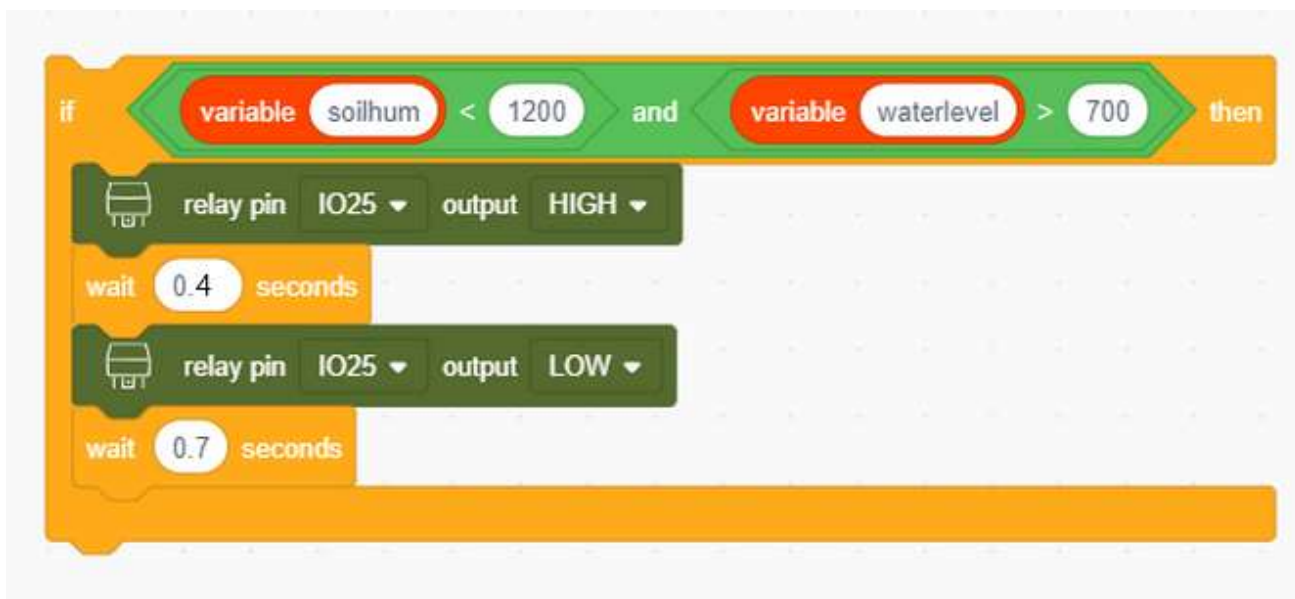 if variable soilhum < 1200 and variable waterlevel > 700 then
relay pin IO25 output HIGH
wait 0.4 seconds
relay pin IO25 output LOW
wait 0.7 seconds